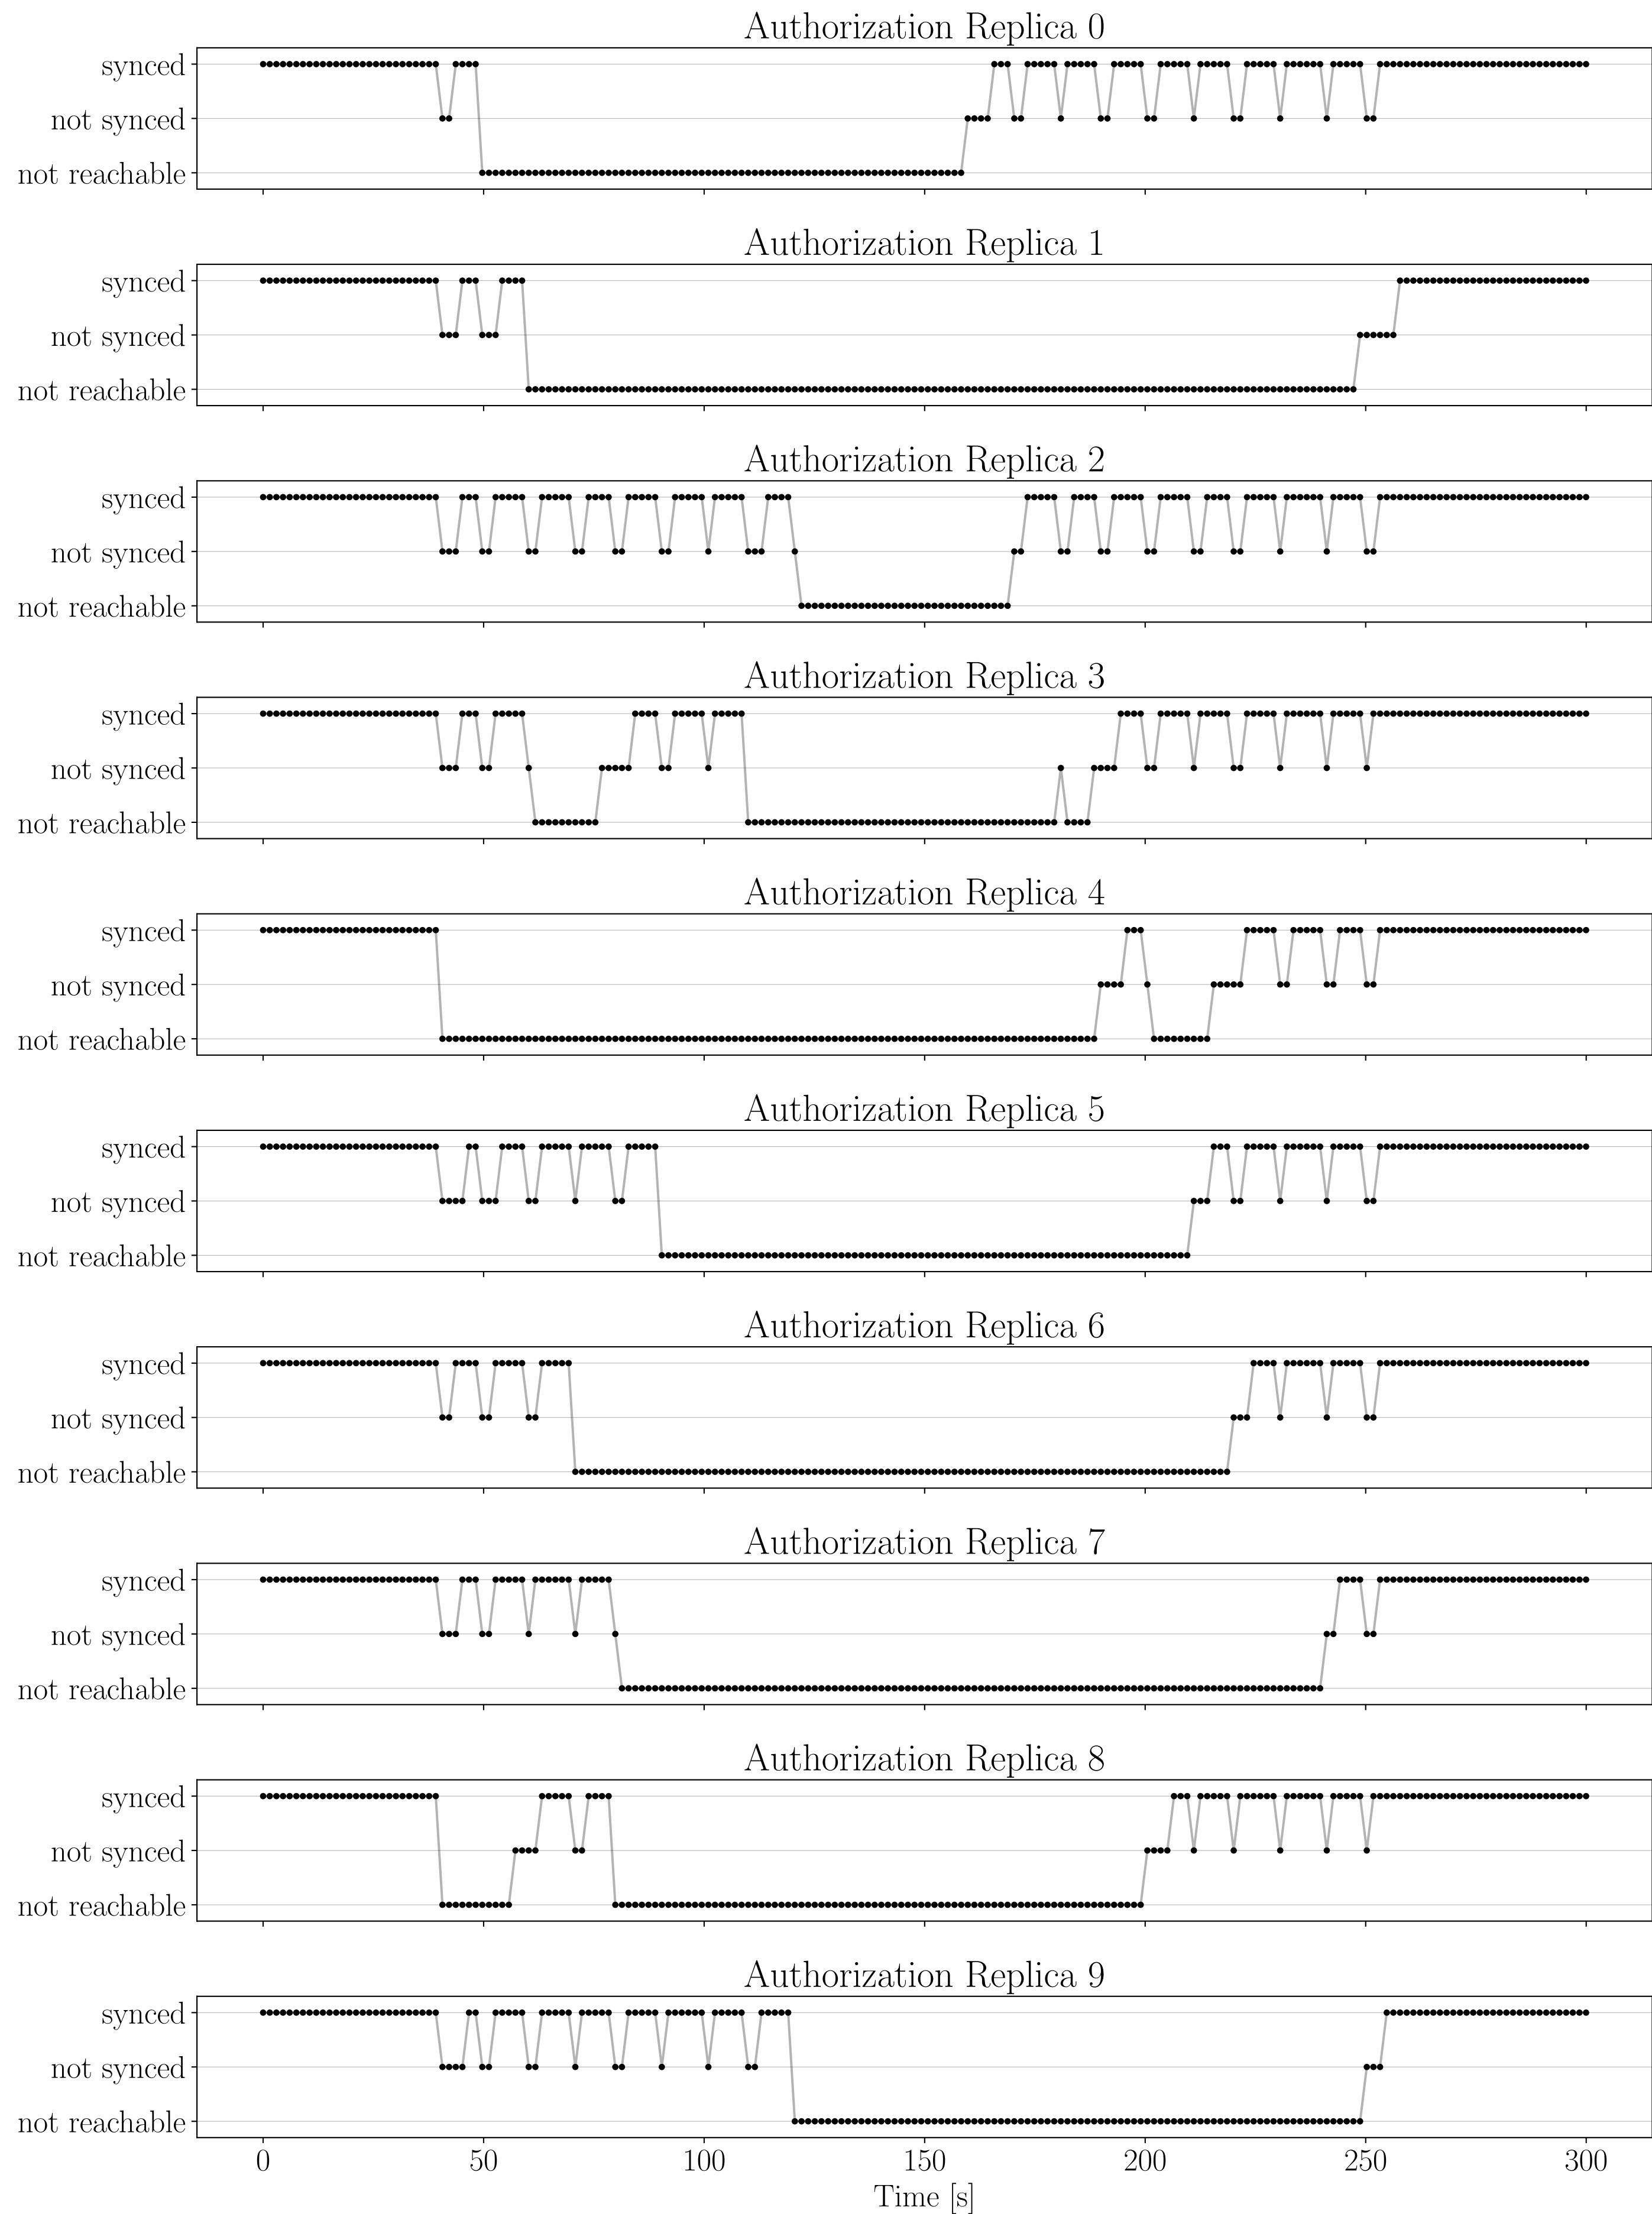 Authorization Replica 0
synced
not synced
not reachable
Authorization Replica 1
synced
not synced
not reachable
Authorization Replica 2
synced
not synced
not reachable
Authorization Replica 3
synced
not synced
not reachable
Authorization Replica 4
synced
not synced
not reachable
Authorization Replica 5
synced
not synced
not reachable
Authorization Replica 6
synced
not synced
not reachable
Authorization Replica 7
synced
not synced
not reachable
Authorization Replica 8
synced
not synced
not reachable
Authorization Replica 9
synced
not synced
not reachable
0 50 100 150 200 250 300
Time [s]